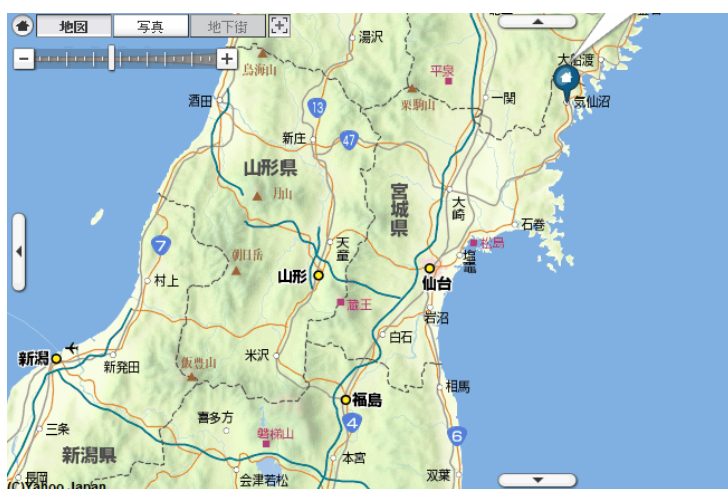 地図
写真
地下街
湯沢
大船渡
鳥海山
平泉
酒田
栗駒山
一関
気仙沼
13
新庄
47
山形県
月山
宮城県
大崎
石巻
7
天童
松島
朝日岳
塩竈
山形
仙台
村上
蔵王
岩沼
白石
新潟
新発田
米沢
飯豊山
相馬
福島
喜多方
4
三条
磐梯山
6
新潟県
本宮
長岡
会津若松
双葉
(C)Yahoo Japan